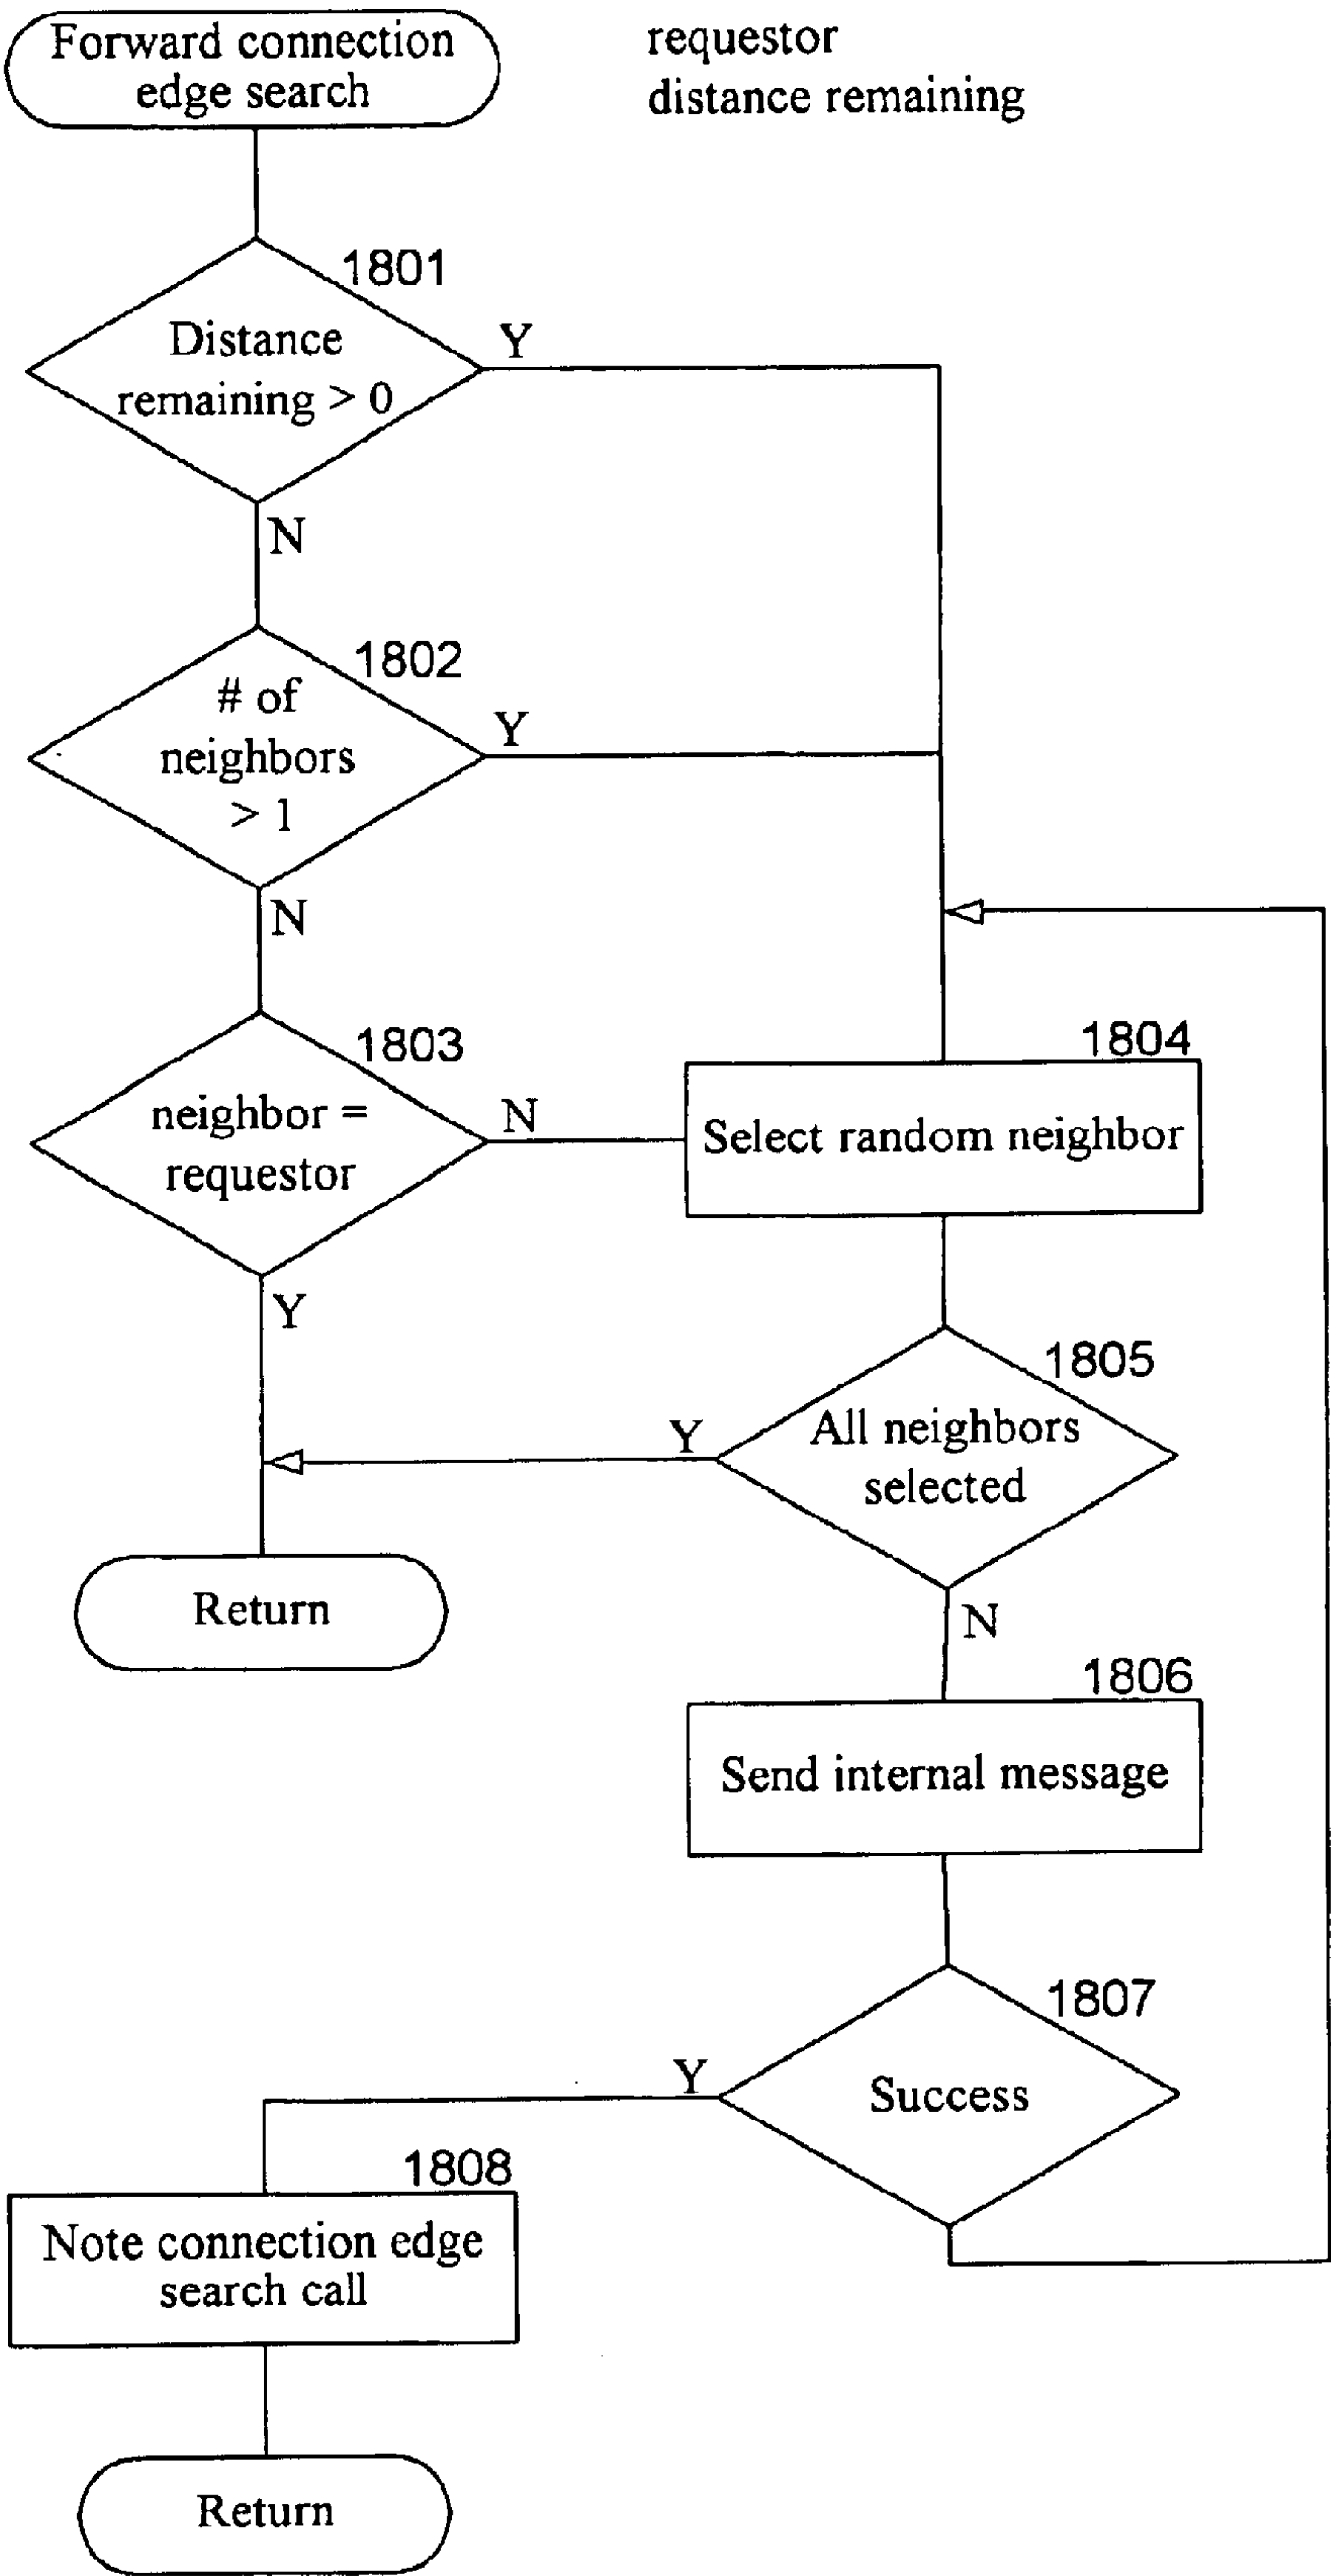 Forward connection
edge search
requestor
distance remaining
1801
Distance
remaining > 0
Y
N
1802
# of
neighbors
> 1
Y
N
1803
neighbor =
requestor
N
Y
1804
Select random neighbor
1805
All neighbors
selected
Y
N
Return
1806
Send internal message
1807
Success
Y
1808
Note connection edge
search call
Return